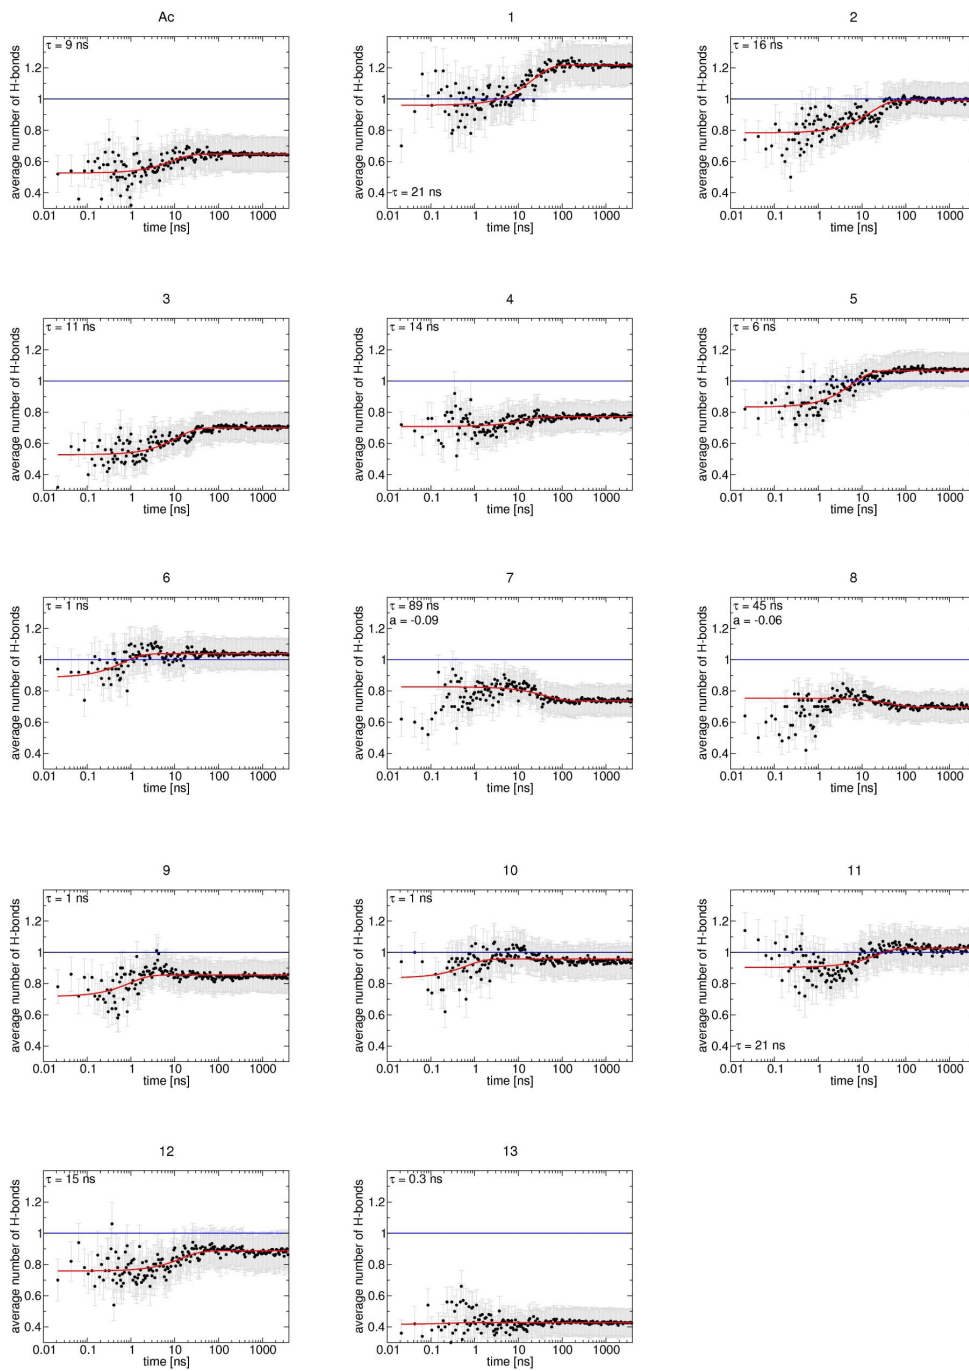 Ac
τ = 9 ns
average number of H-bonds
1.2
1
0.8
0.6
0.4
0.01 0.1 1 10 100 1000
time [ns]
1
average number of H-bonds
1.2
1
0.8
0.6
0.4
τ = 21 ns
0.01 0.1 1 10 100 1000
time [ns]
2
τ = 16 ns
average number of H-bonds
1.2
1
0.8
0.6
0.4
0.01 0.1 1 10 100 1000
time [ns]
3
τ = 11 ns
average number of H-bonds
1.2
1
0.8
0.6
0.4
0.01 0.1 1 10 100 1000
time [ns]
4
τ = 14 ns
average number of H-bonds
1.2
1
0.8
0.6
0.4
0.01 0.1 1 10 100 1000
time [ns]
5
τ = 6 ns
average number of H-bonds
1.2
1
0.8
0.6
0.4
0.01 0.1 1 10 100 1000
time [ns]
6
τ = 1 ns
average number of H-bonds
1.2
1
0.8
0.6
0.4
0.01 0.1 1 10 100 1000
time [ns]
7
τ = 89 ns
a = -0.09
average number of H-bonds
1.2
1
0.8
0.6
0.4
0.01 0.1 1 10 100 1000
time [ns]
8
τ = 45 ns
a = -0.06
average number of H-bonds
1.2
1
0.8
0.6
0.4
0.01 0.1 1 10 100 1000
time [ns]
9
τ = 1 ns
average number of H-bonds
1.2
1
0.8
0.6
0.4
0.01 0.1 1 10 100 1000
time [ns]
10
τ = 1 ns
average number of H-bonds
1.2
1
0.8
0.6
0.4
0.01 0.1 1 10 100 1000
time [ns]
11
average number of H-bonds
1.2
1
0.8
0.6
0.4
τ = 21 ns
0.01 0.1 1 10 100 1000
time [ns]
12
τ = 15 ns
average number of H-bonds
1.2
1
0.8
0.6
0.4
0.01 0.1 1 10 100 1000
time [ns]
13
τ = 0.3 ns
average number of H-bonds
1.2
1
0.8
0.6
0.4
0.01 0.1 1 10 100 1000
time [ns]